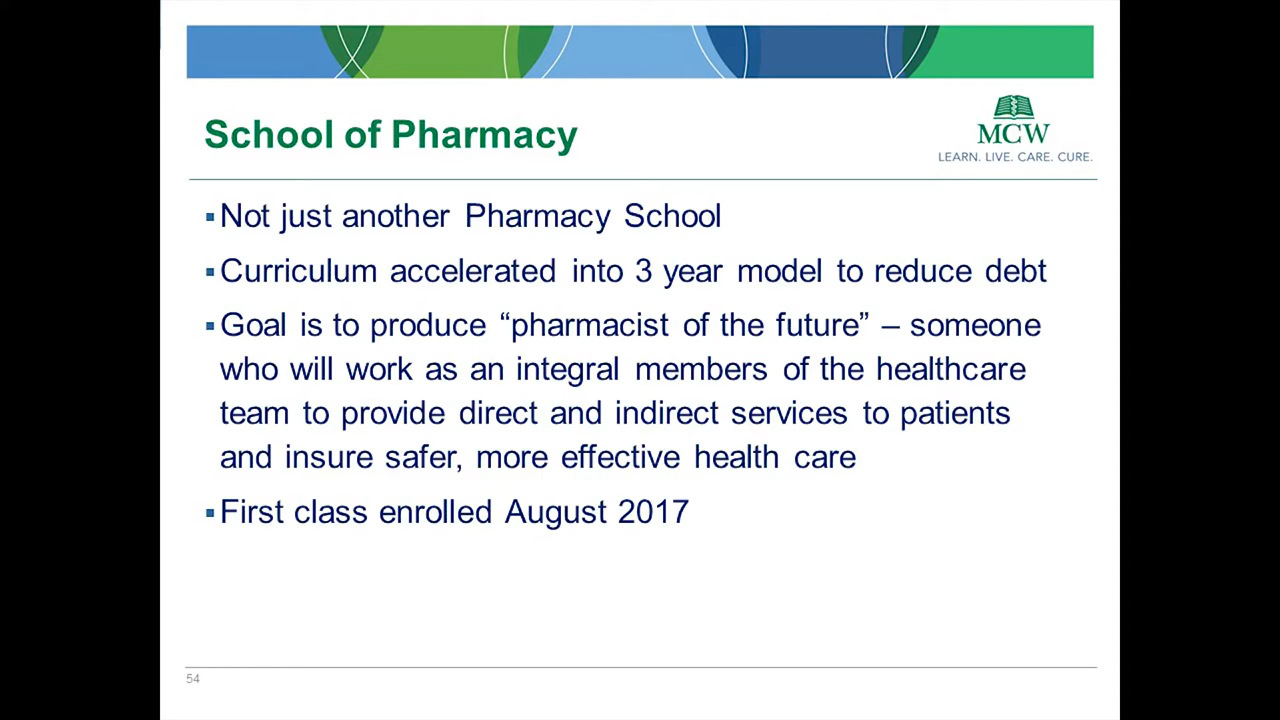 School of Pharmacy
MCW
LEARN. LIVE. CARE. CURE.
▪Not just another Pharmacy School
▪Curriculum accelerated into 3 year model to reduce debt
▪Goal is to produce “pharmacist of the future” – someone
who will work as an integral members of the healthcare
team to provide direct and indirect services to patients
and insure safer, more effective health care
▪First class enrolled August 2017
54